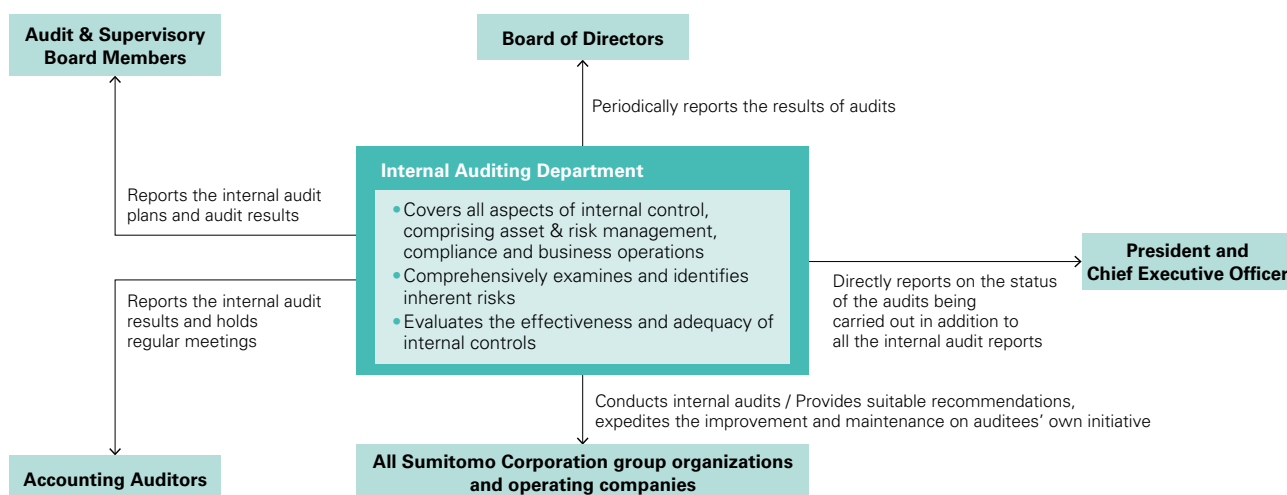 Audit & Supervisory
Board Members
Board of Directors
Periodically reports the results of audits
Internal Auditing Department
Reports the internal audit
plans and audit results
•Covers all aspects of internal control,
comprising asset & risk management,
compliance and business operations
•Comprehensively examines and identifies
inherent risks
•Evaluates the effectiveness and adequacy of
internal controls
President and
Chief Executive Officer
Directly reports on the status
of the audits being
carried out in addition to
all the internal audit reports
Reports the internal audit
results and holds
regular meetings
Conducts internal audits / Provides suitable recommendations,
expedites the improvement and maintenance on auditees’ own initiative
Accounting Auditors
All Sumitomo Corporation group organizations
and operating companies